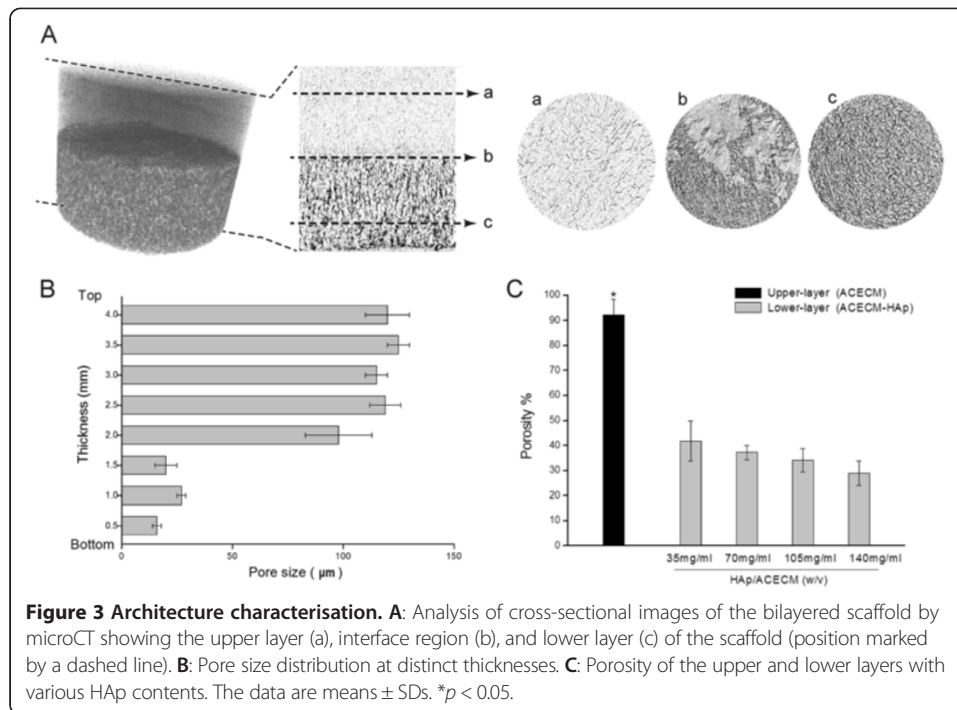 A
a
b
c
a
b
c
B
Top
4.0
3.5
3.0
2.5
2.0
1.5
1.0
0.5
Bottom
Thickness (mm)
0
50
100
150
Pore size ( μm )
C
*
Upper-layer (ACECM)
Lower-layer (ACECM-HAp)
100
90
80
70
60
50
40
30
20
10
0
Porosity %
35mg/ml 70mg/ml 105mg/ml 140mg/ml
HAp/ACECM (w/v)
Figure 3 Architecture characterisation. A: Analysis of cross-sectional images of the bilayered scaffold by
microCT showing the upper layer (a), interface region (b), and lower layer (c) of the scaffold (position marked
by a dashed line). B: Pore size distribution at distinct thicknesses. C: Porosity of the upper and lower layers with
various HAp contents. The data are means ± SDs. *p < 0.05.